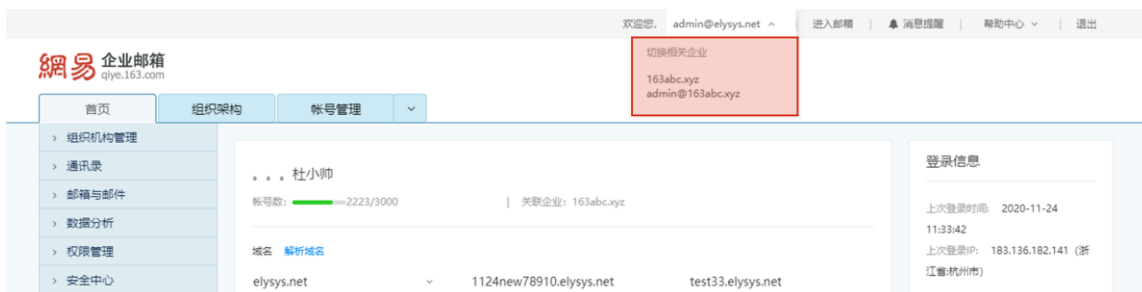 欢迎您, admin@elysys.net | 进入邮箱 | 消息提醒 | 帮助中心 | 退出
切换相关企业
163abc.xyz
admin@163abc.xyz
網易 企业邮箱
qiye.163.com
首页 组织架构 帐号管理
> 组织机构管理
> 通讯录
> 邮箱与邮件
> 数据分析
> 权限管理
> 安全中心
。。。杜小帅
帐号数: 2223/3000 | 关联企业: 163abc.xyz
域名 解析域名
elysys.net 1124new78910.elysys.net test33.elysys.net
登录信息
上次登录时间: 2020-11-24
11:33:42
上次登录IP: 183.136.182.141 (浙
江省:杭州市)